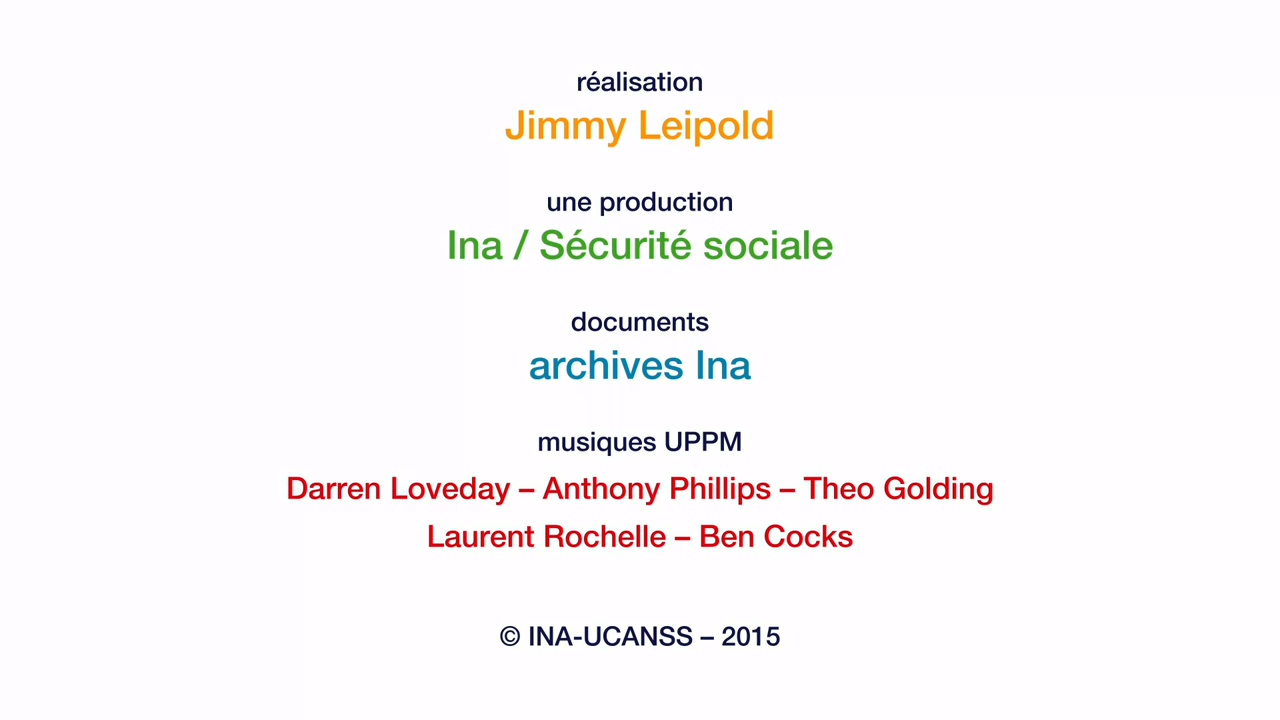 réalisation
Jimmy Leipold
une production
Ina / Sécurité sociale
documents
archives Ina
musiques UPPM
Darren Loveday – Anthony Phillips – Theo Golding
Laurent Rochelle – Ben Cocks
© INA-UCANSS – 2015